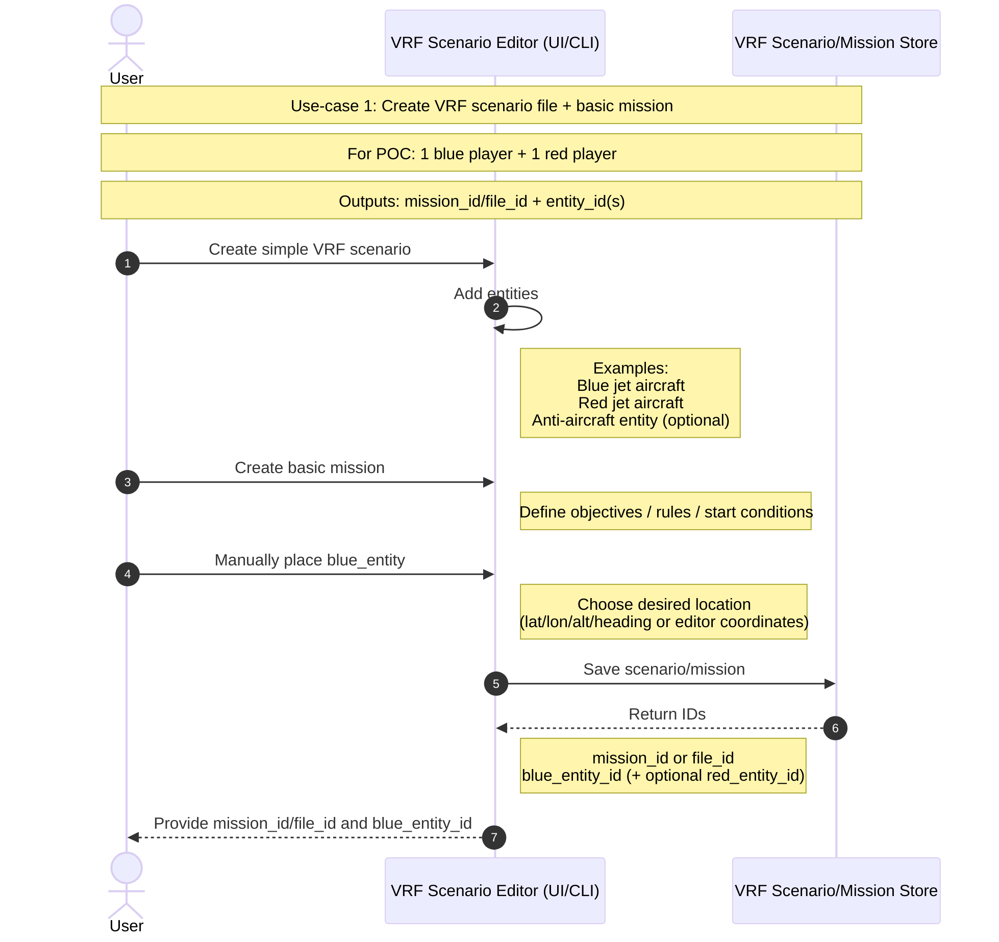 VRF Scenario Editor (UI/CLI)
VRF Scenario/Mission Store
User
Use-case 1: Create VRF scenario file + basic mission
For POC: 1 blue player + 1 red player
Outputs: mission_id/file_id + entity_id(s)
Create simple VRF scenario
1
Add entities
2
Examples:
Blue jet aircraft
Red jet aircraft
Anti-aircraft entity (optional)
Create basic mission
3
Define objectives / rules / start conditions
Manually place blue_entity
4
Choose desired location
(lat/lon/alt/heading or editor coordinates)
Save scenario/mission
5
Return IDs
6
mission_id or file_id
blue_entity_id (+ optional red_entity_id)
Provide mission_id/file_id and blue_entity_id
7
VRF Scenario Editor (UI/CLI)
VRF Scenario/Mission Store
User